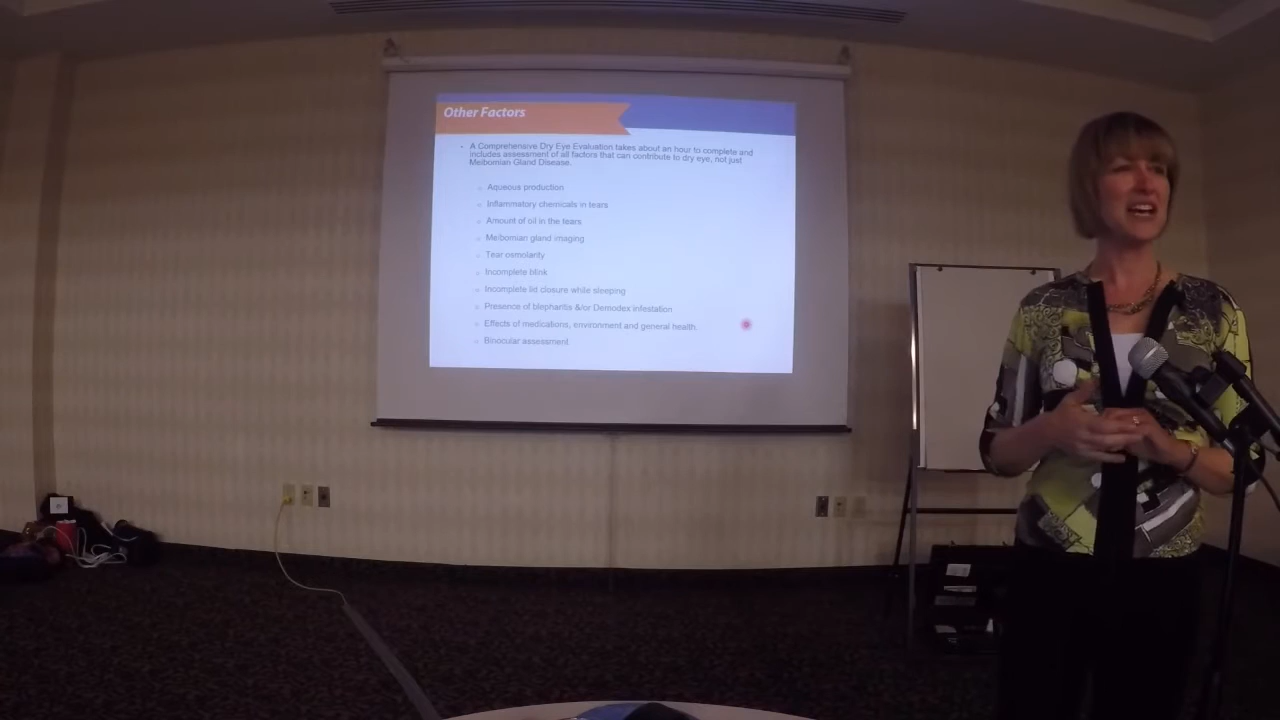 Other Factors
A Comprehensive Dry Eye Evaluation takes about an hour to complete and
includes assessment of all factors that can contribute to dry eye, not just
Meibomian Gland Disease.
Aqueous production
Inflammatory chemicals in tears
Amount of oil in the tears
Meibomian gland imaging
Tear osmolarity
Incomplete blink
Incomplete lid closure while sleeping
Presence of blepharitis &/or Demodex infestation
Effects of medications, environment and general health.
Binocular assessment